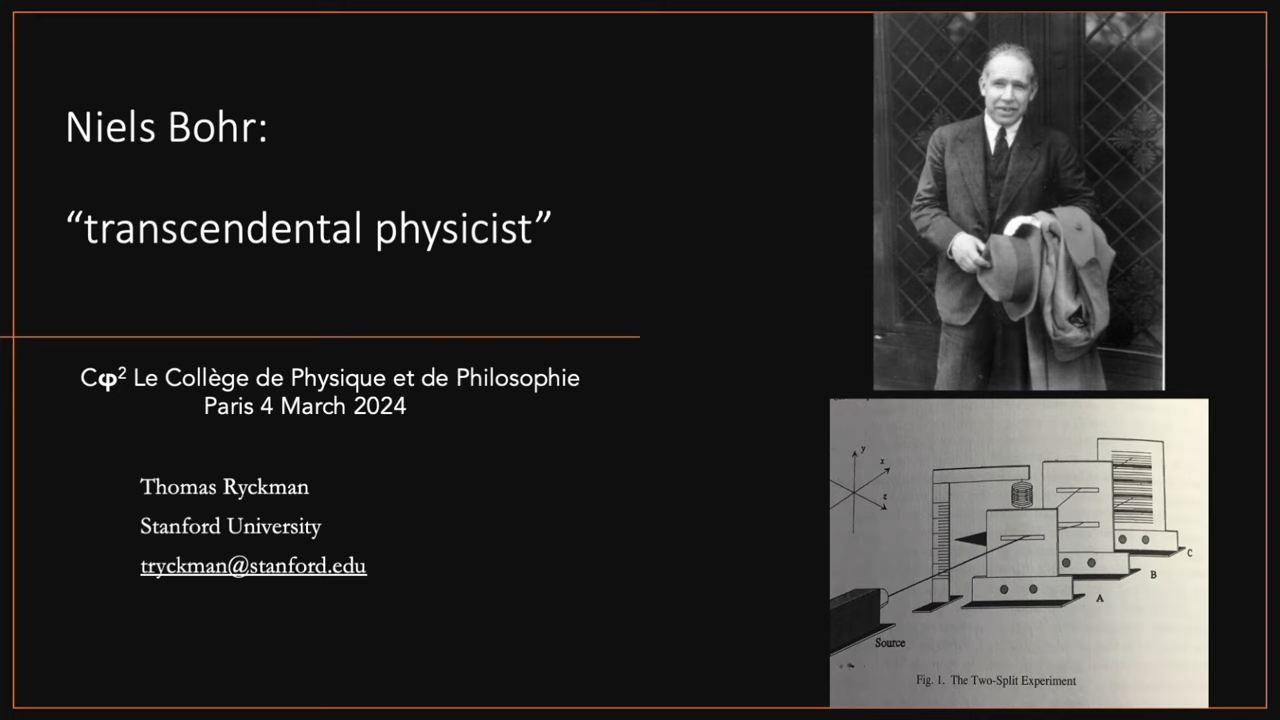 Niels Bohr:
“transcendental physicist”
Cφ² Le Collège de Physique et de Philosophie
Paris 4 March 2024
Thomas Ryckman
Stanford University
tryckman@stanford.edu
y
x
z
C
B
A
Source
Fig. 1. The Two-Split Experiment